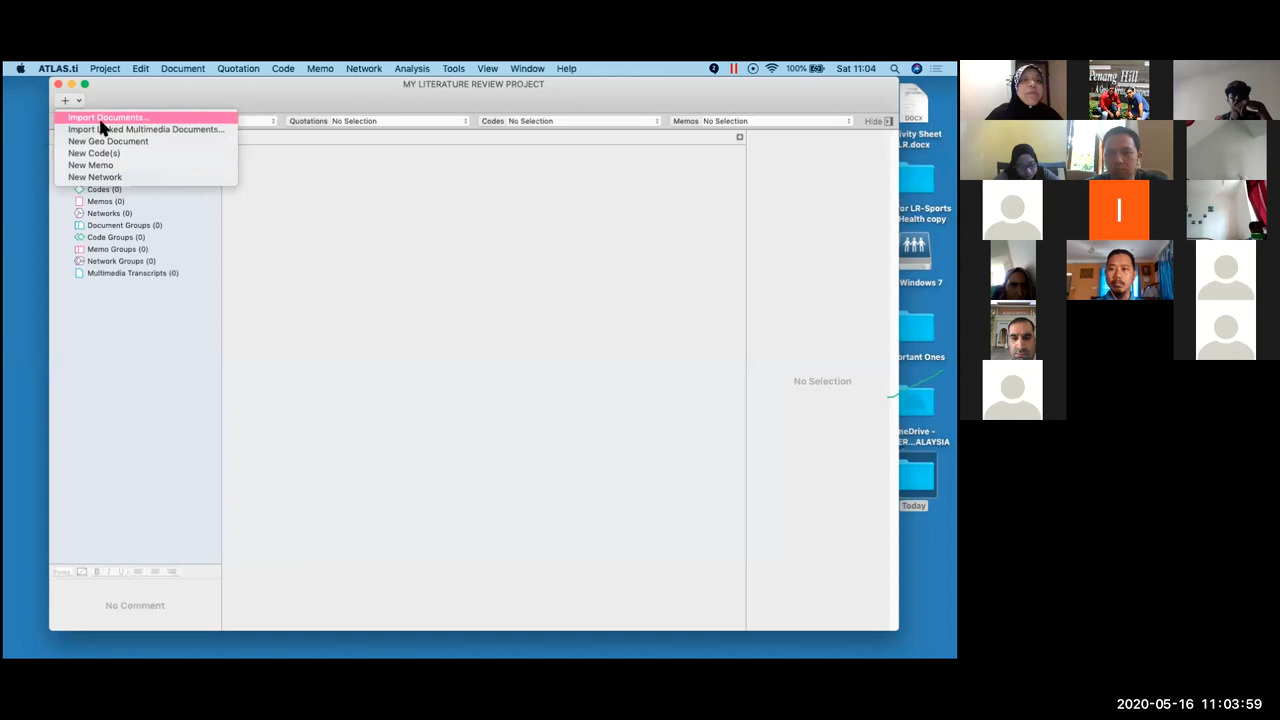 ATLAS.ti Project Edit Document Quotation Code Memo Network Analysis Tools View Window Help 100% Sat 11:04
MY LITERATURE REVIEW PROJECT
Import Documents...
Import Linked Multimedia Documents...
New Geo Document
New Code(s)
New Memo
New Network
Quotations No Selection Codes No Selection Memos No Selection Hide
Codes (0)
Memos (0)
Networks (0)
Document Groups (0)
Code Groups (0)
Memo Groups (0)
Network Groups (0)
Multimedia Transcripts (0)
No Selection
No Comment
DOCX
ivity Sheet
LR.docx
for LR-Sports
Health copy
Windows 7
ortant Ones
neDrive -
ER...ALAYSIA
Today
Penang Hill
I
2020-05-16 11:03:59